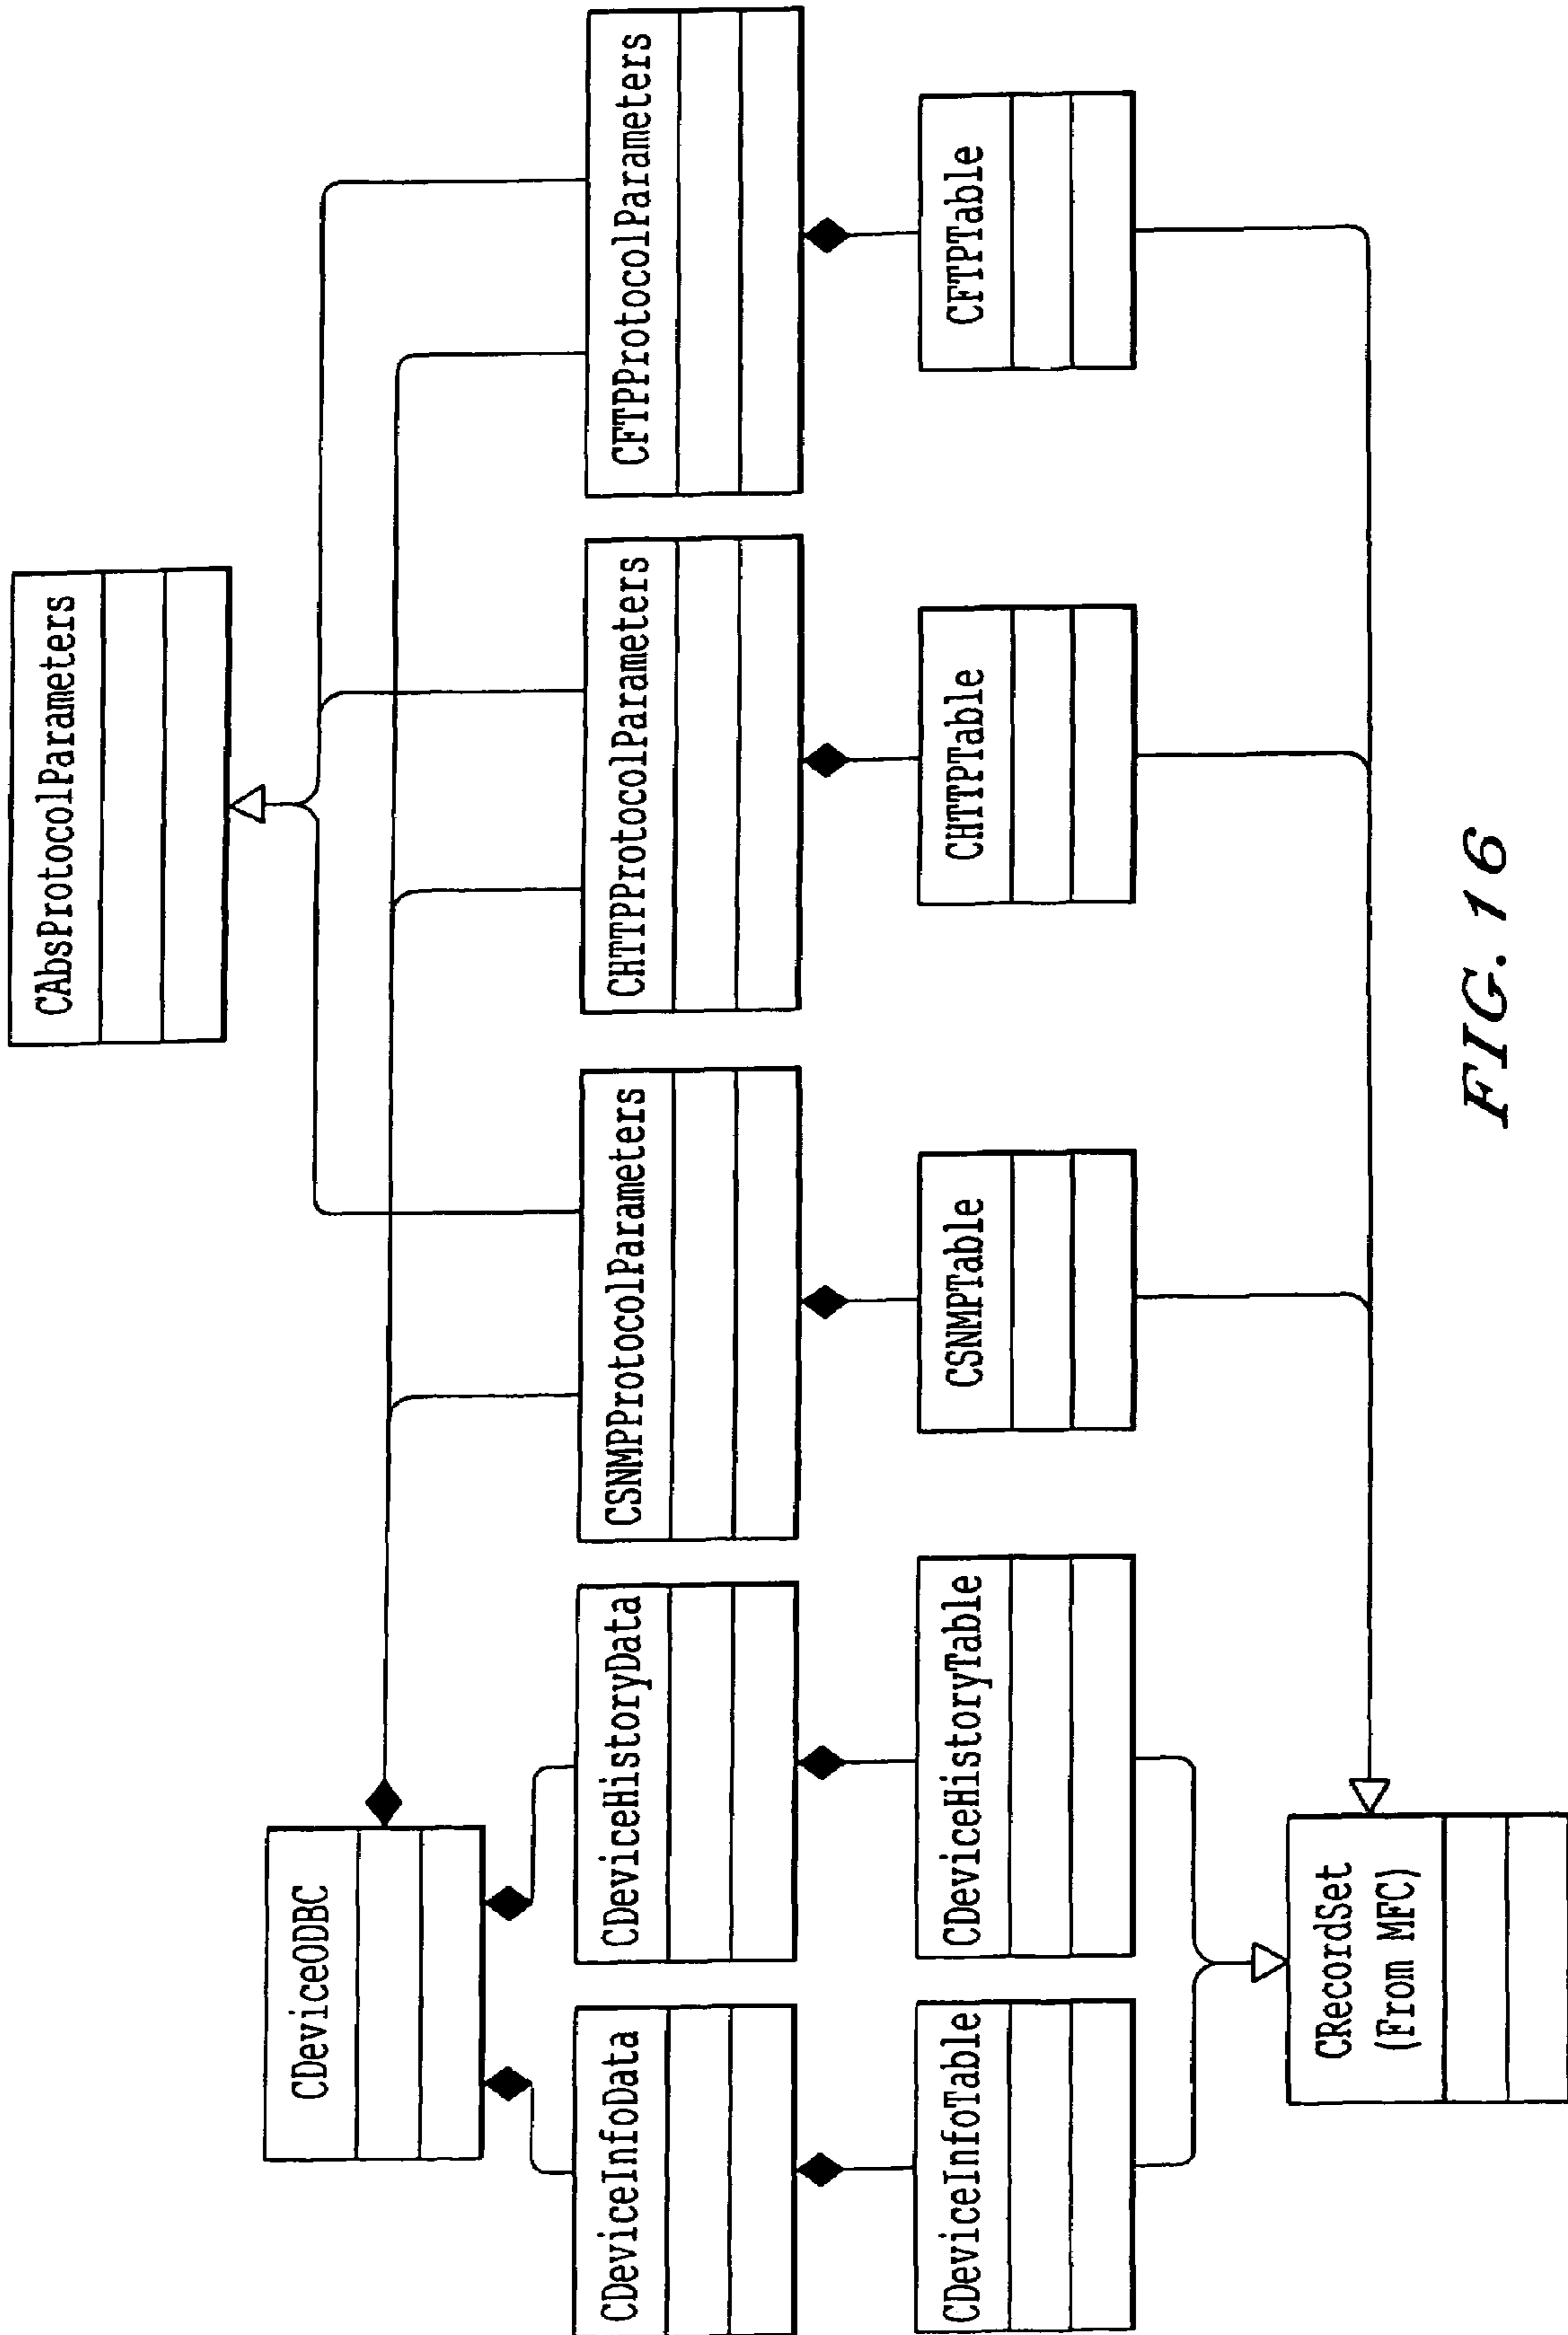 CAbsProtocolParameters
CDeviceODBC
CDeviceInfoData
CDeviceHistoryData
CSNMPProtocolParameters
CHTTPProtocolParameters
CFTPProtocolParameters
CDeviceInfoTable
CDeviceHistoryTable
CSNMPTable
CHTTPTable
CFTPTable
CRecordSet
(From MFC)
FIG. 16